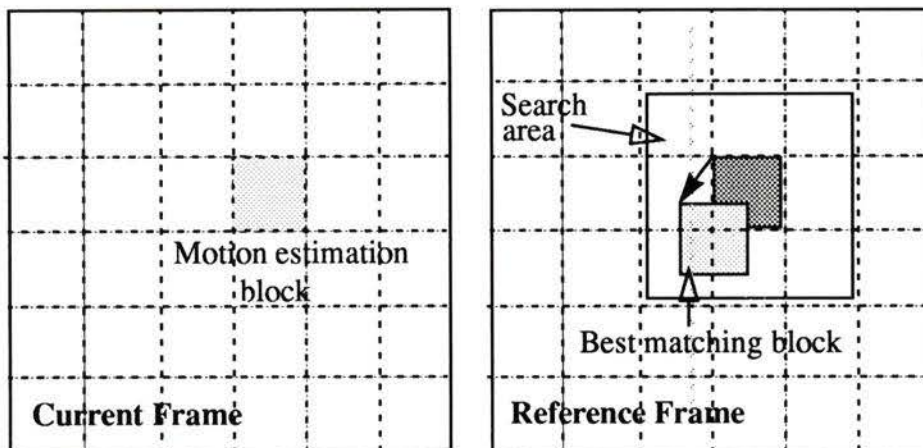 Motion estimation
block
Current Frame
Search
area
Best matching block
Reference Frame